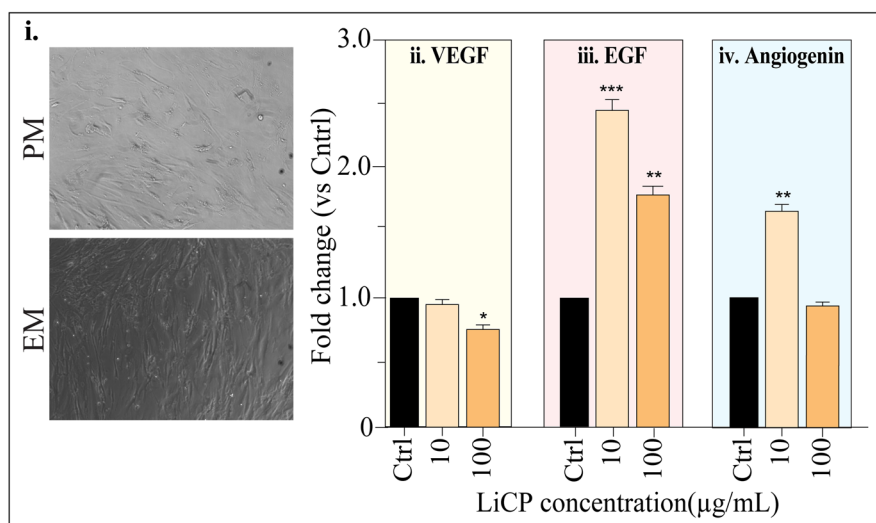 i.
PM
EM
Fold change (vs Cntrl)
3.0
2.0
1.0
0
ii. VEGF
*
Ctrl
10
100
iii. EGF
***
**
Ctrl
10
100
iv. Angiogenin
**
Ctrl
10
100
LiCP concentration(µg/mL)